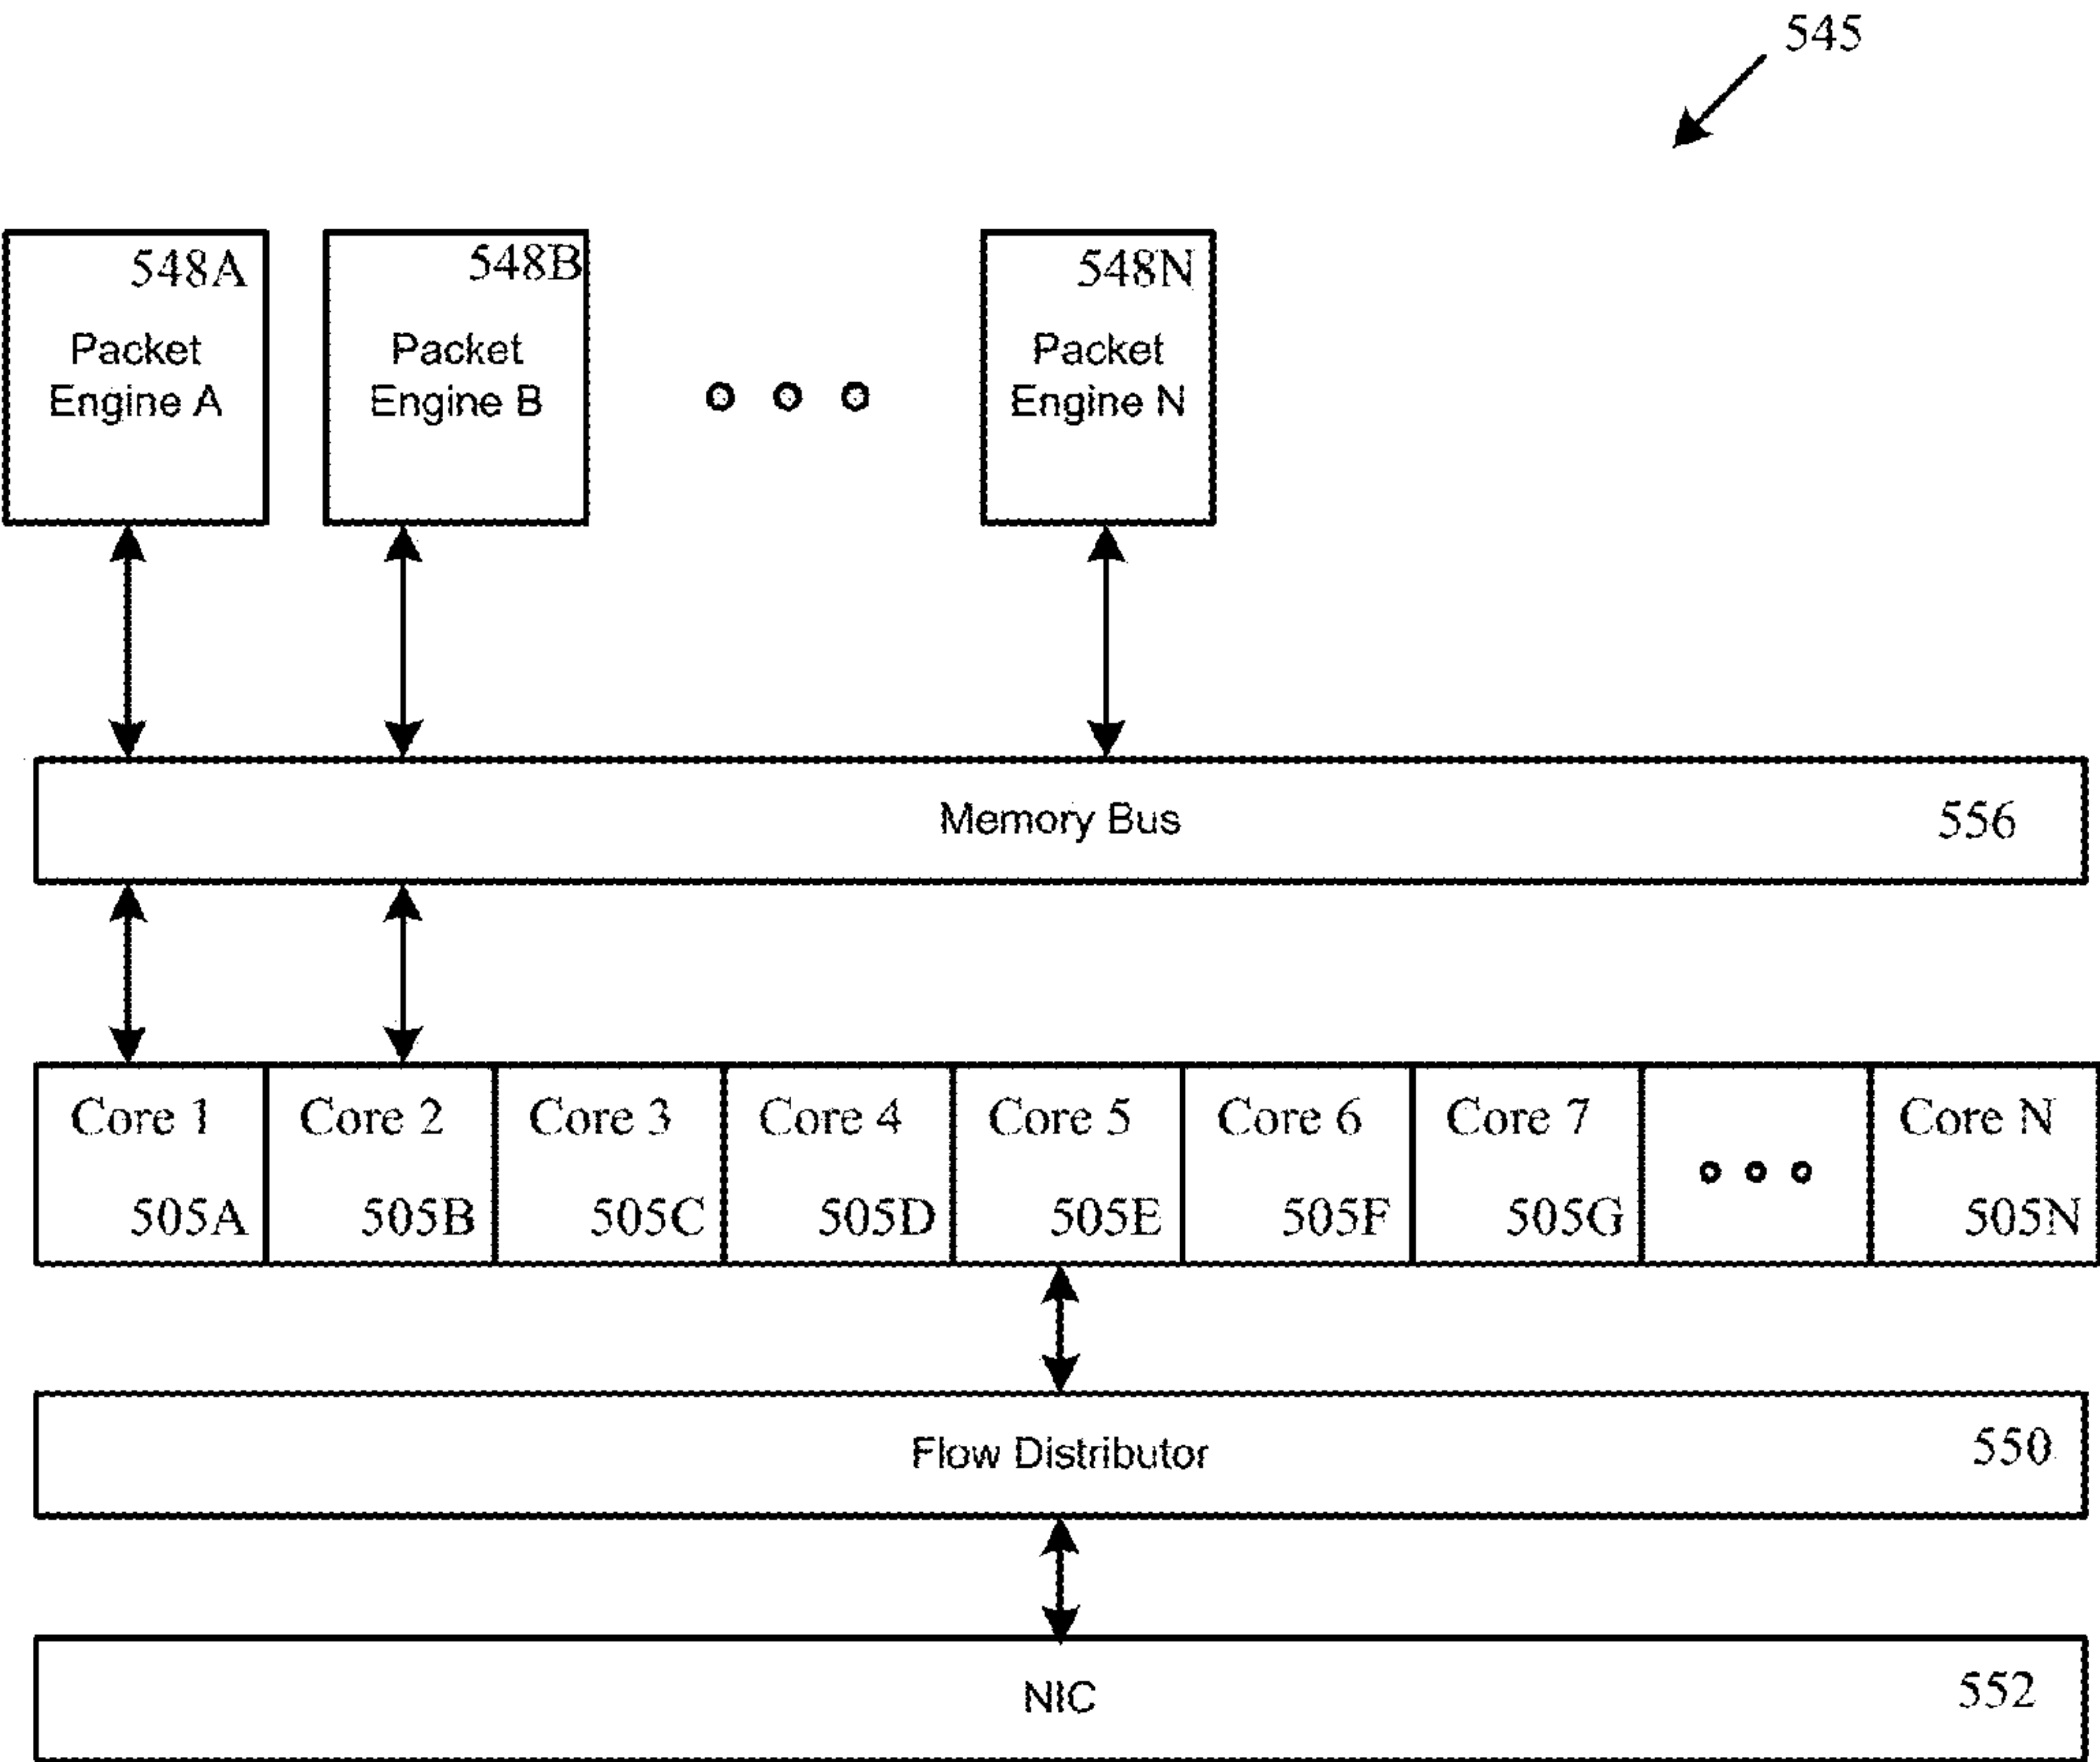 545
548A
Packet
Engine A
548B
Packet
Engine B
548N
Packet
Engine N
Memory Bus
556
Core 1
505A
Core 2
505B
Core 3
505C
Core 4
505D
Core 5
505E
Core 6
505F
Core 7
505G
Core N
505N
Flow Distributor
550
NIC
552